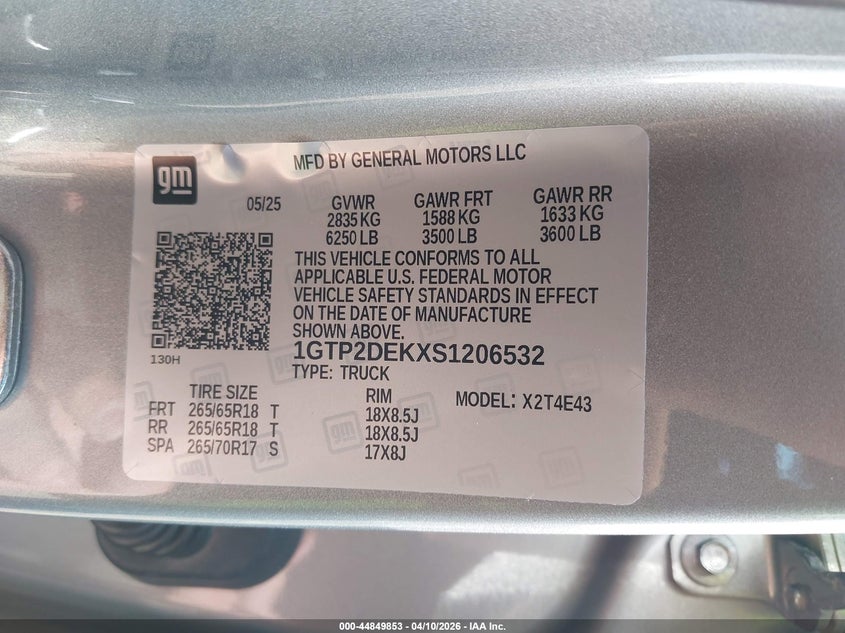 gm
MFD BY GENERAL MOTORS LLC
05/25 GVWR GAWR FRT GAWR RR
2835 KG 1588 KG 1633 KG
6250 LB 3500 LB 3600 LB
THIS VEHICLE CONFORMS TO ALL
APPLICABLE U.S. FEDERAL MOTOR
VEHICLE SAFETY STANDARDS IN EFFECT
ON THE DATE OF MANUFACTURE
SHOWN ABOVE.
130H
1GTP2DEKXS1206532
TYPE: TRUCK
TIRE SIZE RIM MODEL: X2T4E43
FRT 265/65R18 T 18X8.5J
RR 265/65R18 T 18X8.5J
SPA 265/70R17 S 17X8J
000-44849853 - 04/10/2026 - IAA Inc.